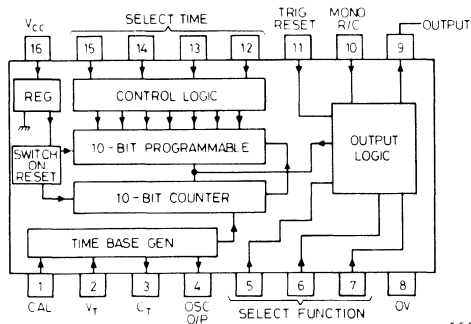 SELECT TIME
TRIG RESET
MONO R/C
OUTPUT
VCC
16
15
14
13
12
11
10
9
REG
CONTROL LOGIC
SWITCH ON RESET
10-BIT PROGRAMMABLE
OUTPUT LOGIC
10-BIT COUNTER
TIME BASE GEN
1
2
3
4
5
6
7
8
CAL
VT
CT
OSC O/P
SELECT FUNCTION
0V